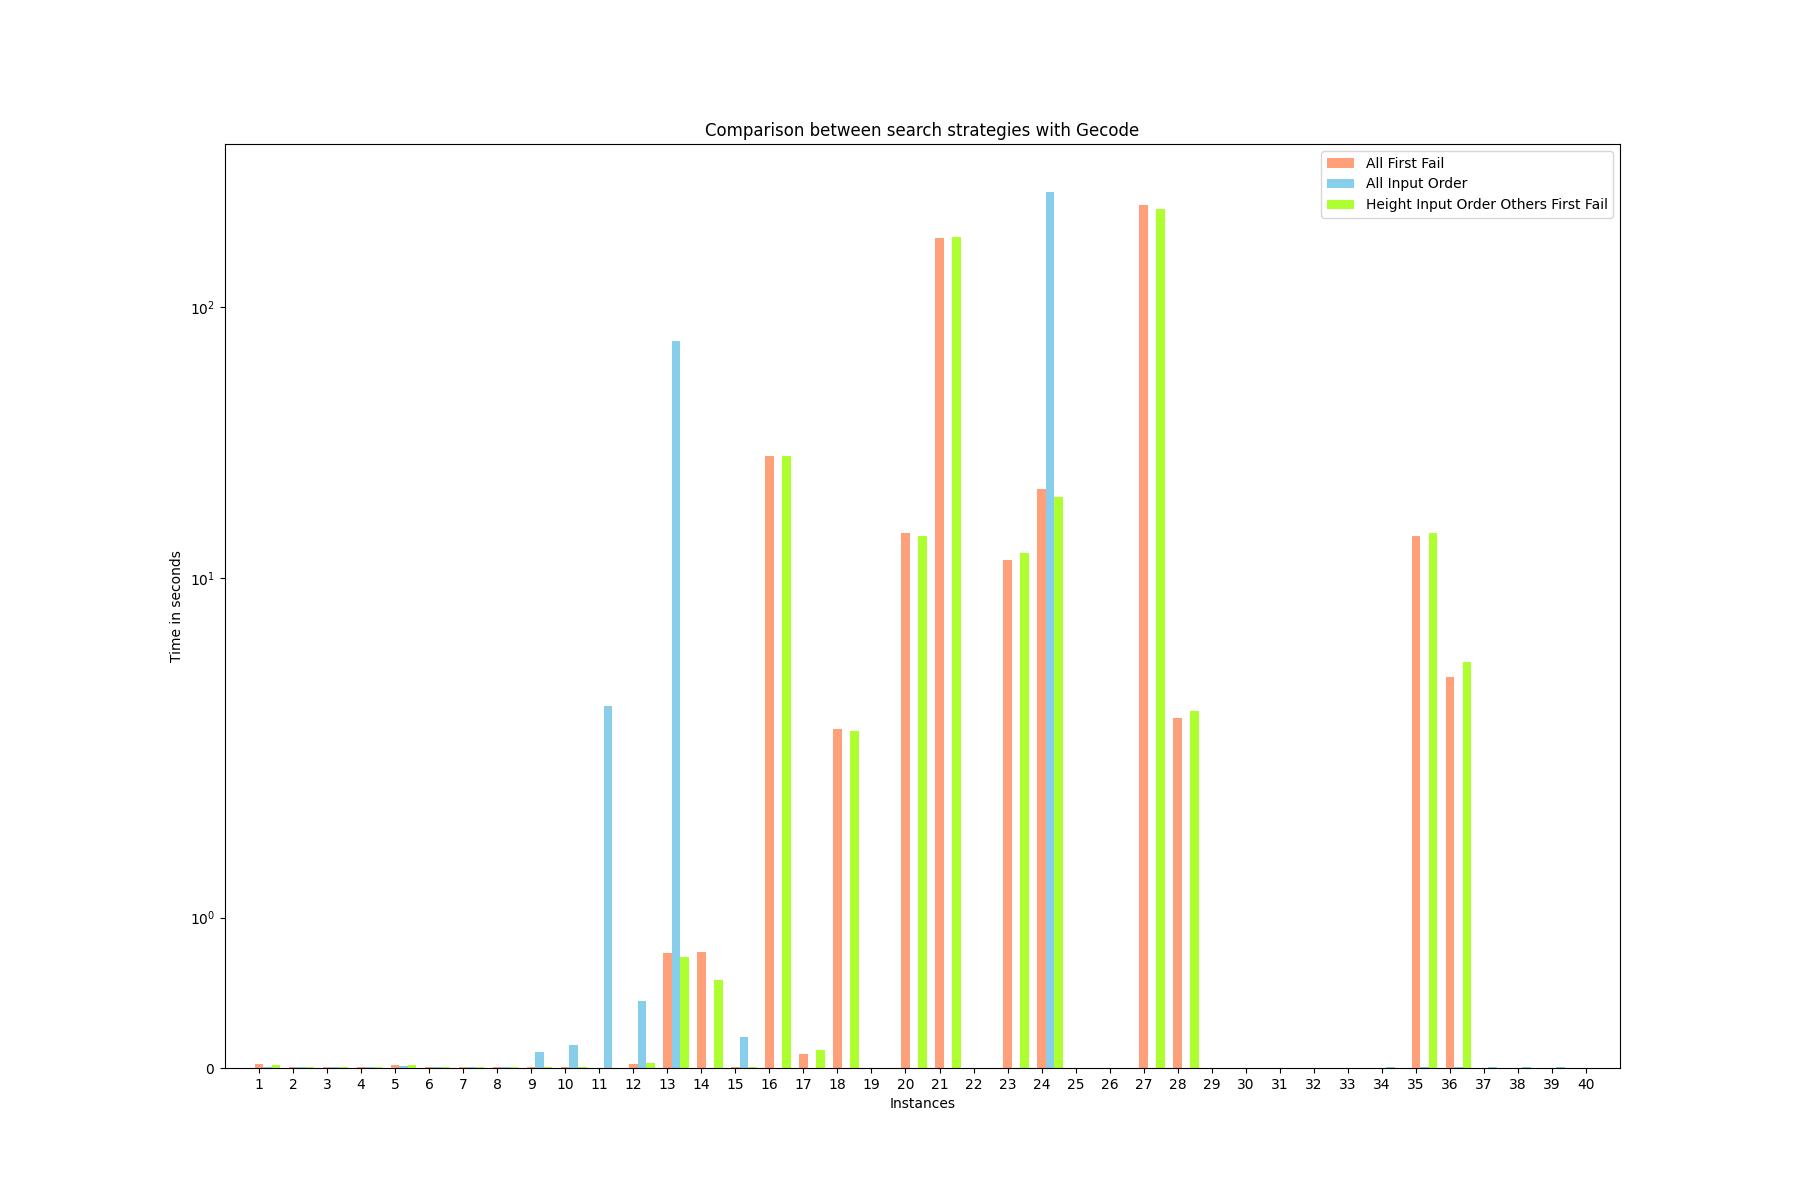 Comparison between search strategies with Gecode
All First Fail
All Input Order
Height Input Order Others First Fail
Time in seconds
10²
10¹
10⁰
0
1 2 3 4 5 6 7 8 9 10 11 12 13 14 15 16 17 18 19 20 21 22 23 24 25 26 27 28 29 30 31 32 33 34 35 36 37 38 39 40
Instances